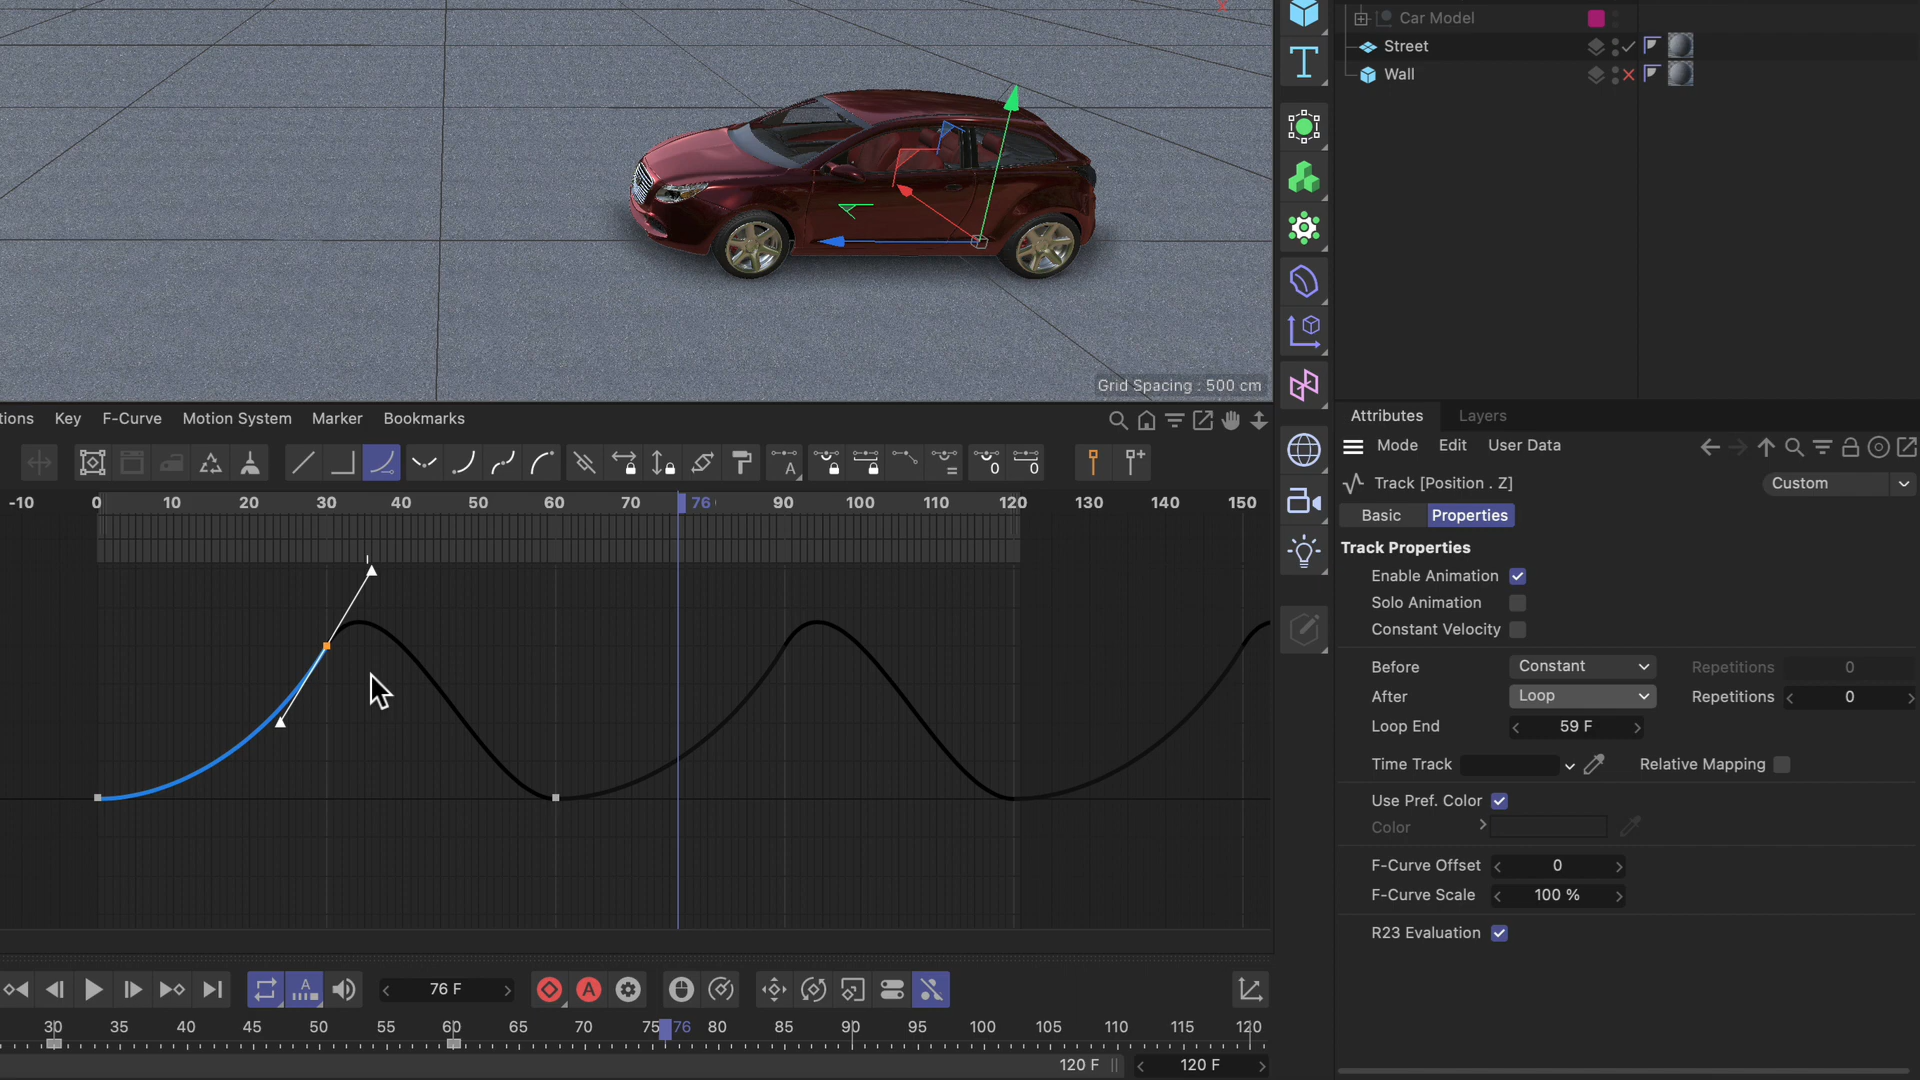 Car Model
Street
Wall
Grid Spacing : 500 cm
tions Key F-Curve Motion System Marker Bookmarks
A
0 0
-10 0 10 20 30 40 50 60 70 76 90 100 110 120 130 140 150
Attributes Layers
Mode Edit User Data
Track [Position . Z] Custom
Basic Properties
Track Properties
Enable Animation
Solo Animation
Constant Velocity
Before Constant Repetitions 0
After Loop Repetitions 0
Loop End 59 F
Time Track Relative Mapping
Use Pref. Color
Color
F-Curve Offset 0
F-Curve Scale 100 %
R23 Evaluation
A 76 F A
30 35 40 45 50 55 60 65 70 75 76 80 85 90 95 100 105 110 115 120
120 F 120 F